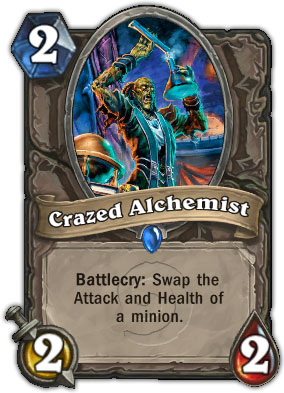 2
Crazed Alchemist
Battlecry: Swap the
Attack and Health of
a minion.
2 2